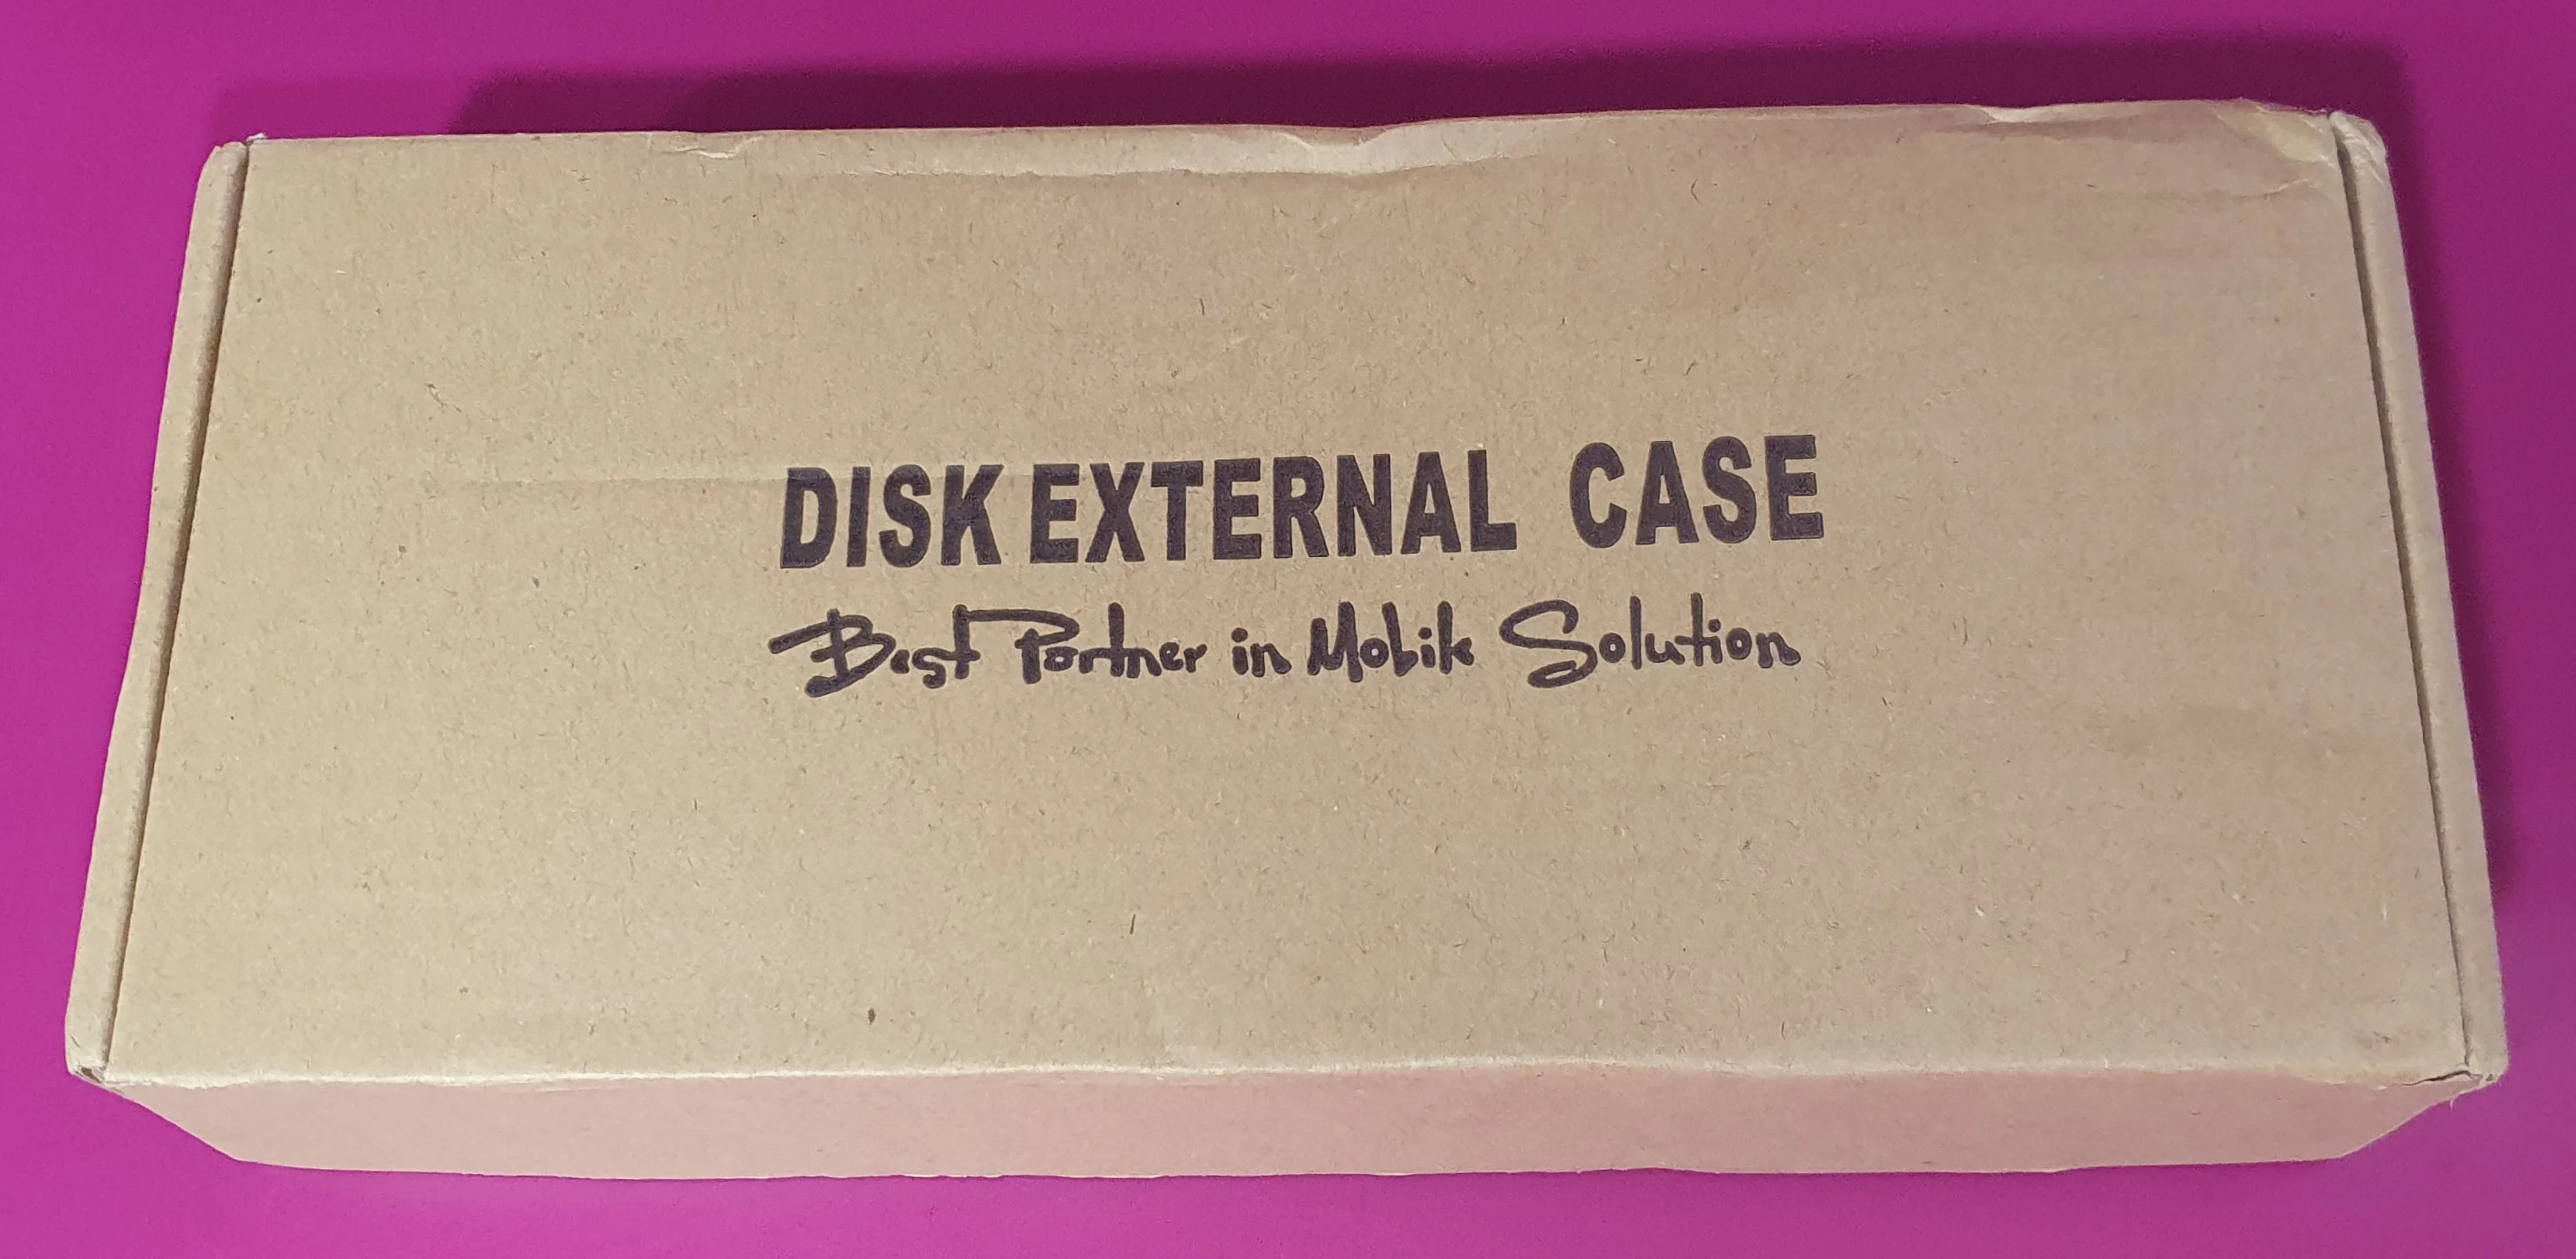 DISK EXTERNAL CASE
Best Partner in Mobile Solution